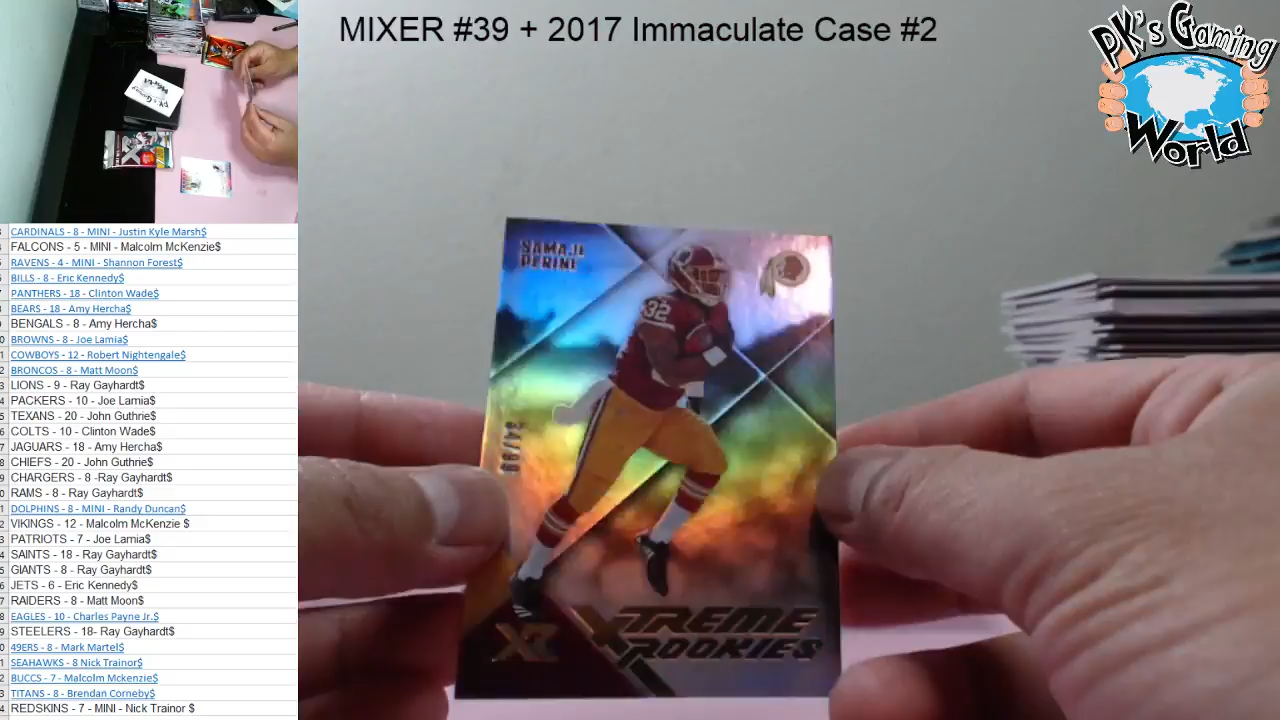 MIXER #39 + 2017 Immaculate Case #2
PK's Gaming
World
CARDINALS - 8 - MINI - Justin Kyle Marsh$
FALCONS - 5 - MINI - Malcolm McKenzie$
RAVENS - 4 - MINI - Shannon Forest$
BILLS - 8 - Eric Kennedy$
PANTHERS - 18 - Clinton Wade$
BEARS - 18 - Amy Hercha$
BENGALS - 8 - Amy Hercha$
BROWNS - 8 - Joe Lamia$
COWBOYS - 12 - Robert Nightengale$
BRONCOS - 8 - Matt Moon$
LIONS - 9 - Ray Gayhardt$
PACKERS - 10 - Joe Lamia$
TEXANS - 20 - John Guthrie$
COLTS - 10 - Clinton Wade$
JAGUARS - 18 - Amy Hercha$
CHIEFS - 20 - John Guthrie$
CHARGERS - 8 -Ray Gayhardt$
RAMS - 8 - Ray Gayhardt$
DOLPHINS - 8 - MINI - Randy Duncan$
VIKINGS - 12 - Malcolm McKenzie $
PATRIOTS - 7 - Joe Lamia$
SAINTS - 18 - Ray Gayhardt$
GIANTS - 8 - Ray Gayhardt$
JETS - 6 - Eric Kennedy$
RAIDERS - 8 - Matt Moon$
EAGLES - 10 - Charles Payne Jr.$
STEELERS - 18- Ray Gayhardt$
49ERS - 8 - Mark Martel$
SEAHAWKS - 8 Nick Trainor$
BUCCS - 7 - Malcolm Mckenzie$
TITANS - 8 - Brendan Corneby$
REDSKINS - 7 - MINI - Nick Trainor $
SAMAJE
PERINE
32
XR
XTREME
ROOKIES